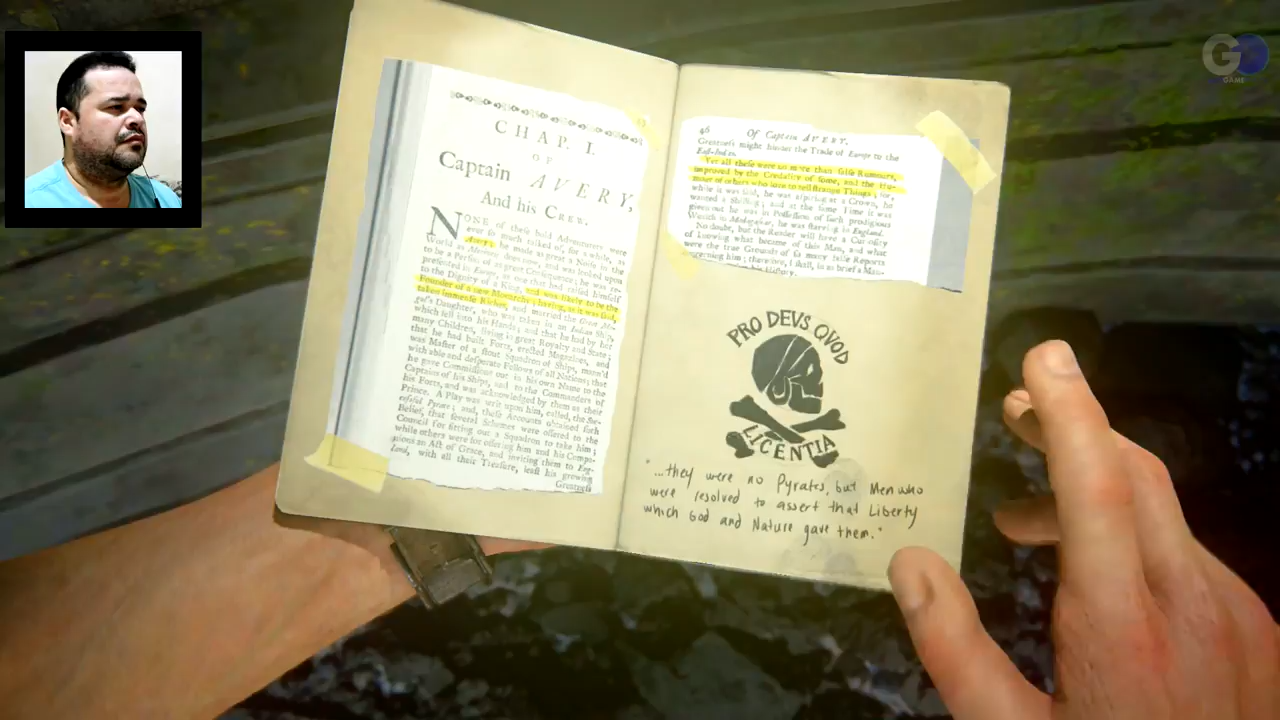 CHAP. I.
OF
Captain AVERY,
And his CREW.
NONE of these bold Adventurers were
ever so much talked of, for a while, as
Avery; he made as great a Noise in the
World as Meriveis does now, and was looked upon
to be a Person of as great Consequence; he was re-
presented in Europe, as one that had raised himself
to the Dignity of a King, and was likely to be the
Founder of a new Monarchy; having, as it was said,
taken immense Riches, and married the Great Mo-
gul's Daughter, who was taken in an Indian Ship,
which fell into his Hands; and that he had by her
many Children, living in great Royalty and State;
that he had built Forts, erected Magazines, and
was Master of a stout Squadron of Ships, mann'd
with able and desperate Fellows of all Nations; that
he gave Commissions out in his own Name to the
Captains of his Ships, and to the Commanders of
his Forts, and was acknowledged by them as their
Prince. A Play was writ upon him, called, the Suc-
cessful Pyrate; and, these Accounts obtained such
Belief, that several Schemes were offered to the
Council for fitting out a Squadron to take him;
while others were for offering him and his Compa-
nions an Act of Grace, and inviting them to Eng-
land, with all their Treasure, least his growing
Greatness
46 Of Captain AVERY.
Greatness might hinder the Trade of Europe to the
East-Indies.
Yet all these were no more than false Rumours,
improved by the Credulity of some, and the Hu-
mour of others who love to tell strange Things; for,
while it was said, he was aspiring at a Crown, he
wanted a Shilling; and at the same Time it was
given out he was in Possession of such prodigious
Wealth in Madagascar, he was starving in England.
No doubt, but the Reader will have a Curiosity
of knowing what became of this Man, and what
were the true Grounds of so many false Reports
concerning him; therefore, I shall, in as brief a Man-
his History.
PRO DEVS QVOD
LICENTIA
"...they were no Pyrates, but Men who
were resolved to assert that Liberty
which God and Nature gave them."
GO
GAME